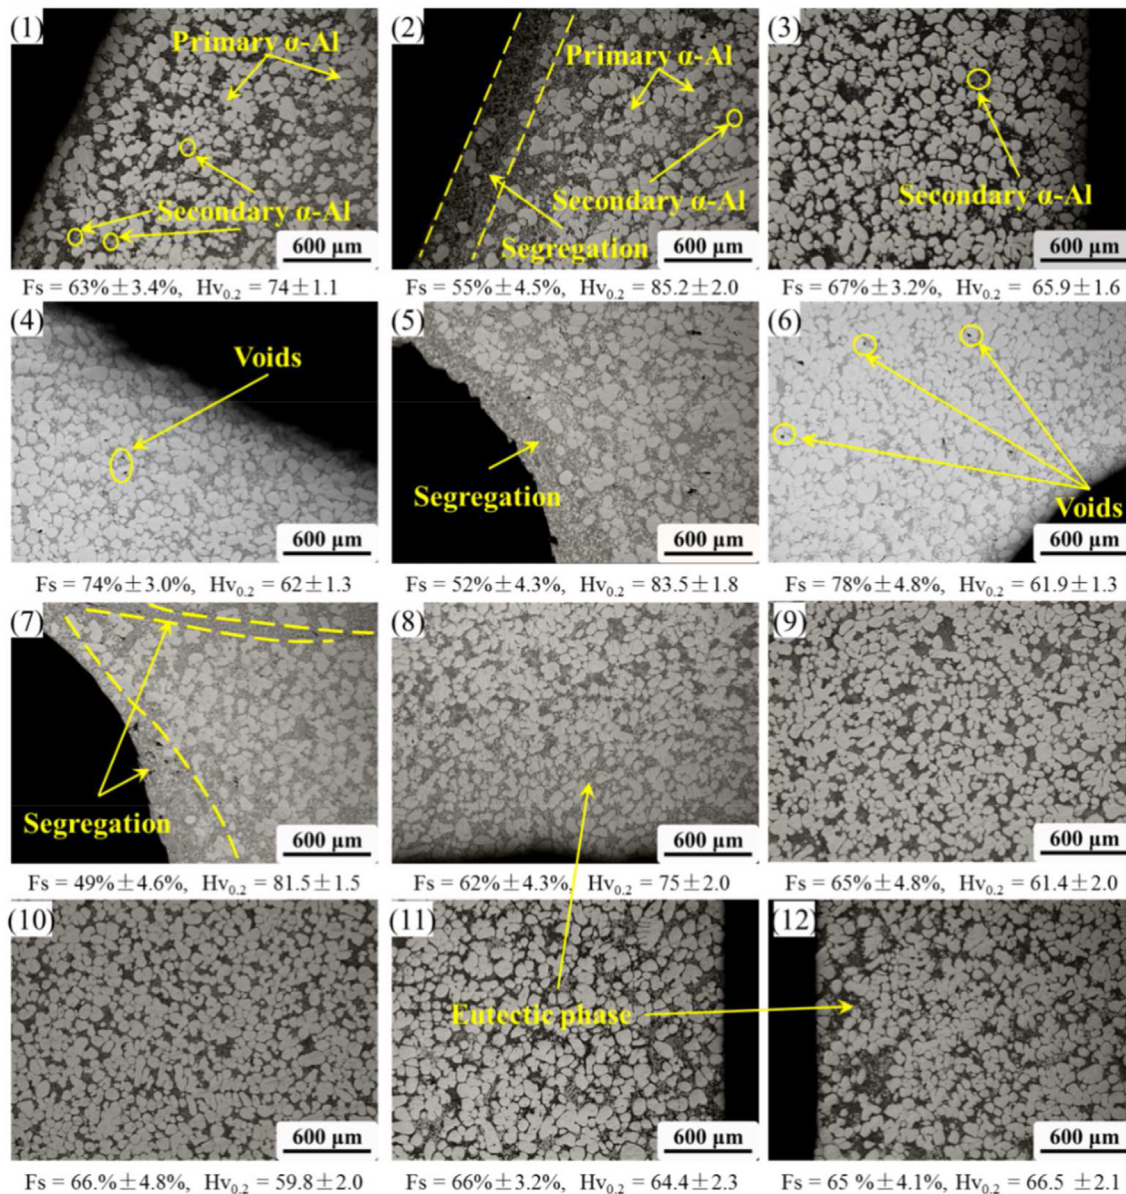 (1)
Primary α-Al
Secondary α-Al
600 μm
Fs = 63%±3.4%, Hv0.2 = 74±1.1
(2)
Primary α-Al
Secondary α-Al
Segregation
600 μm
Fs = 55%±4.5%, Hv0.2 = 85.2±2.0
(3)
Secondary α-Al
600 μm
Fs = 67%±3.2%, Hv0.2 = 65.9±1.6
(4)
Voids
600 μm
Fs = 74%±3.0%, Hv0.2 = 62±1.3
(5)
Segregation
600 μm
Fs = 52%±4.3%, Hv0.2 = 83.5±1.8
(6)
Voids
600 μm
Fs = 78%±4.8%, Hv0.2 = 61.9±1.3
(7)
Segregation
600 μm
Fs = 49%±4.6%, Hv0.2 = 81.5±1.5
(8)
600 μm
Fs = 62%±4.3%, Hv0.2 = 75±2.0
(9)
600 μm
Fs = 65%±4.8%, Hv0.2 = 61.4±2.0
(10)
600 μm
Fs = 66.%±4.8%, Hv0.2 = 59.8±2.0
(11)
Eutectic phase
600 μm
Fs = 66%±3.2%, Hv0.2 = 64.4±2.3
(12)
600 μm
Fs = 65 %±4.1%, Hv0.2 = 66.5 ±2.1